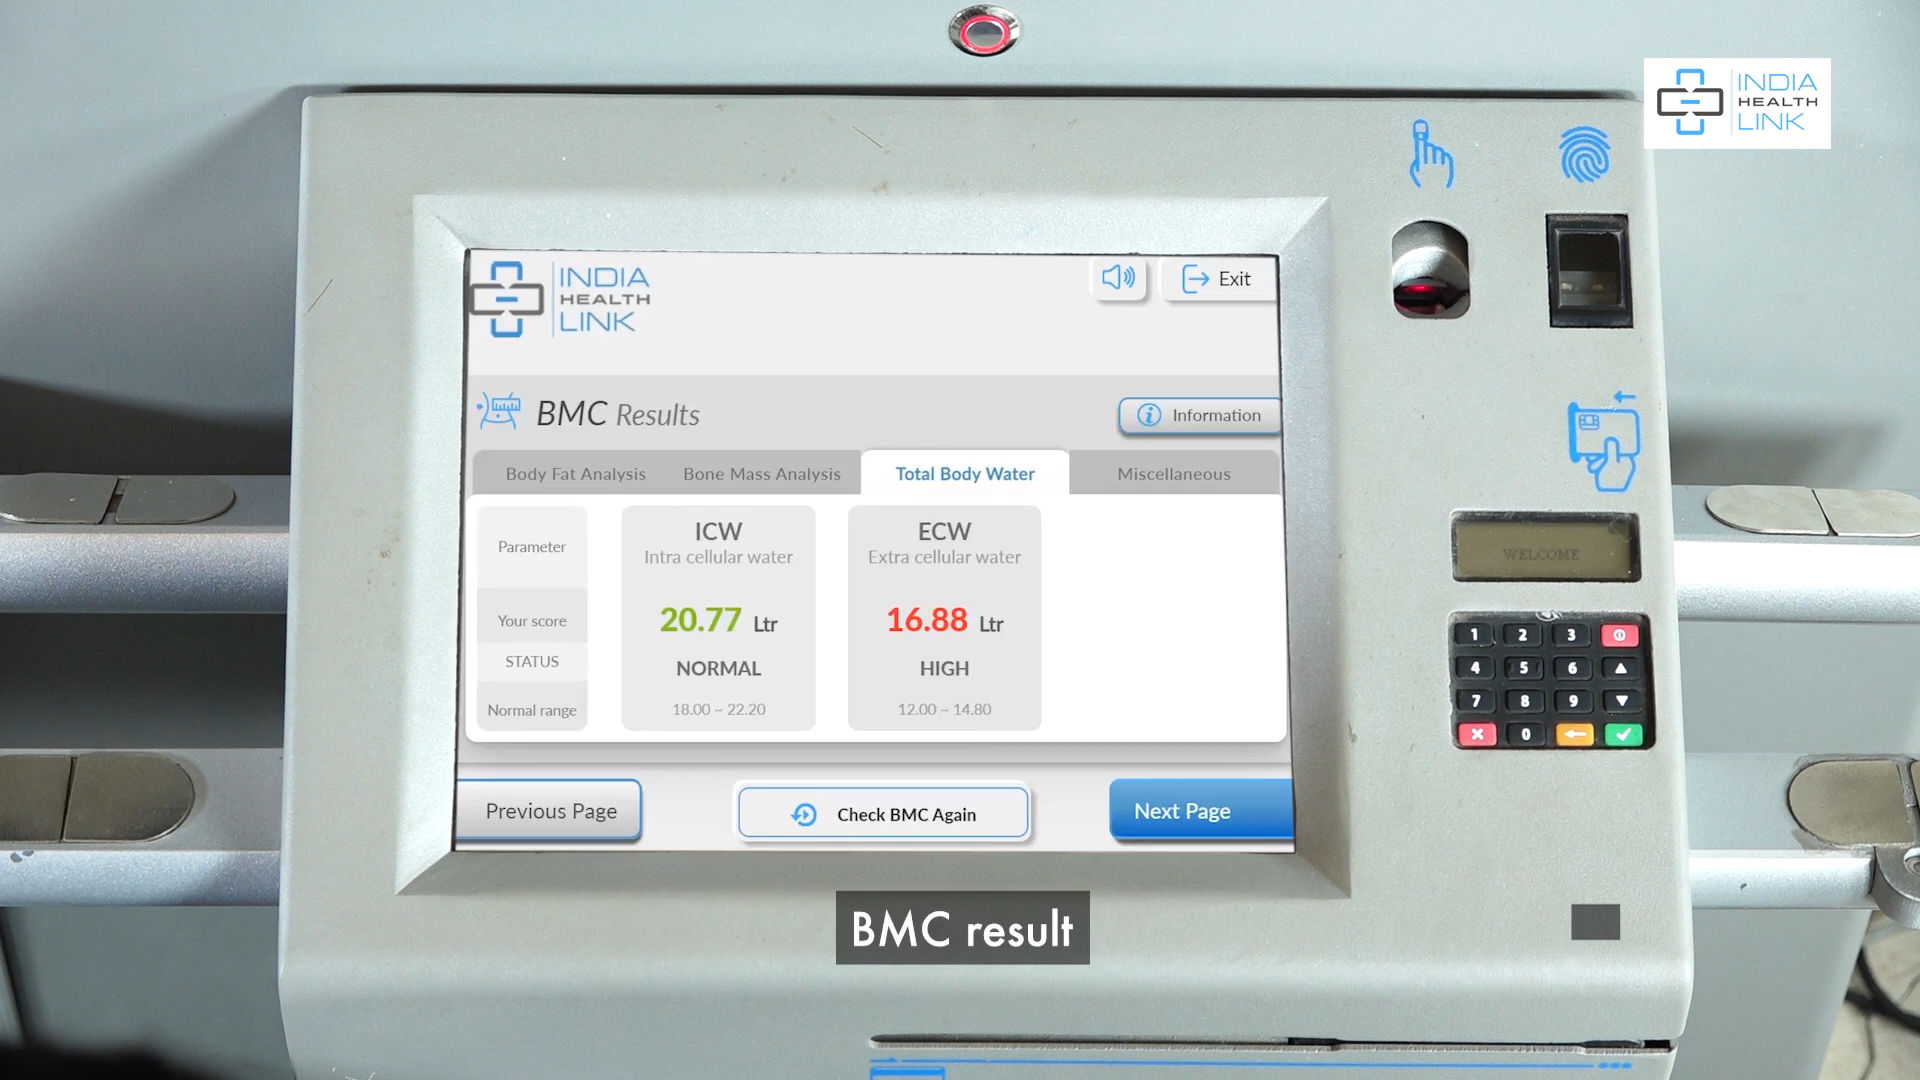 INDIA
HEALTH
LINK
INDIA
HEALTH
LINK
Exit
BMC Results
Information
Body Fat Analysis
Bone Mass Analysis
Total Body Water
Miscellaneous
Parameter
ICW
Intra cellular water
ECW
Extra cellular water
Your score
20.77 Ltr
16.88 Ltr
STATUS
NORMAL
HIGH
Normal range
18.00 ~ 22.20
12.00 ~ 14.80
Previous Page
Check BMC Again
Next Page
WELCOME
1 2 3
4 5 6
7 8 9
0
BMC result